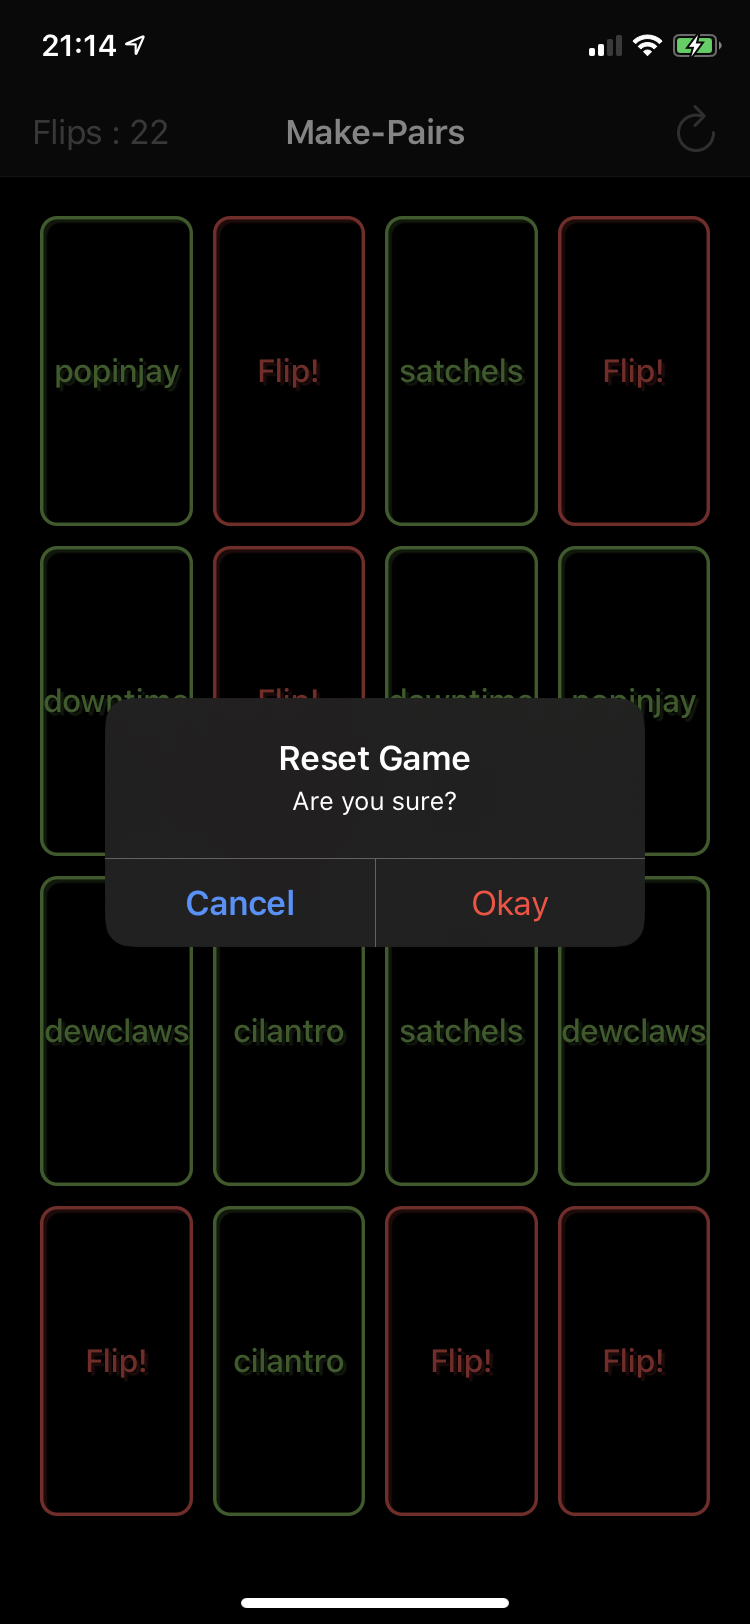 21:14
Flips : 22 Make-Pairs
popinjay Flip! satchels Flip!
downtime Flip! downtime popinjay
Reset Game
Are you sure?
Cancel Okay
dewclaws cilantro satchels dewclaws
Flip! cilantro Flip! Flip!